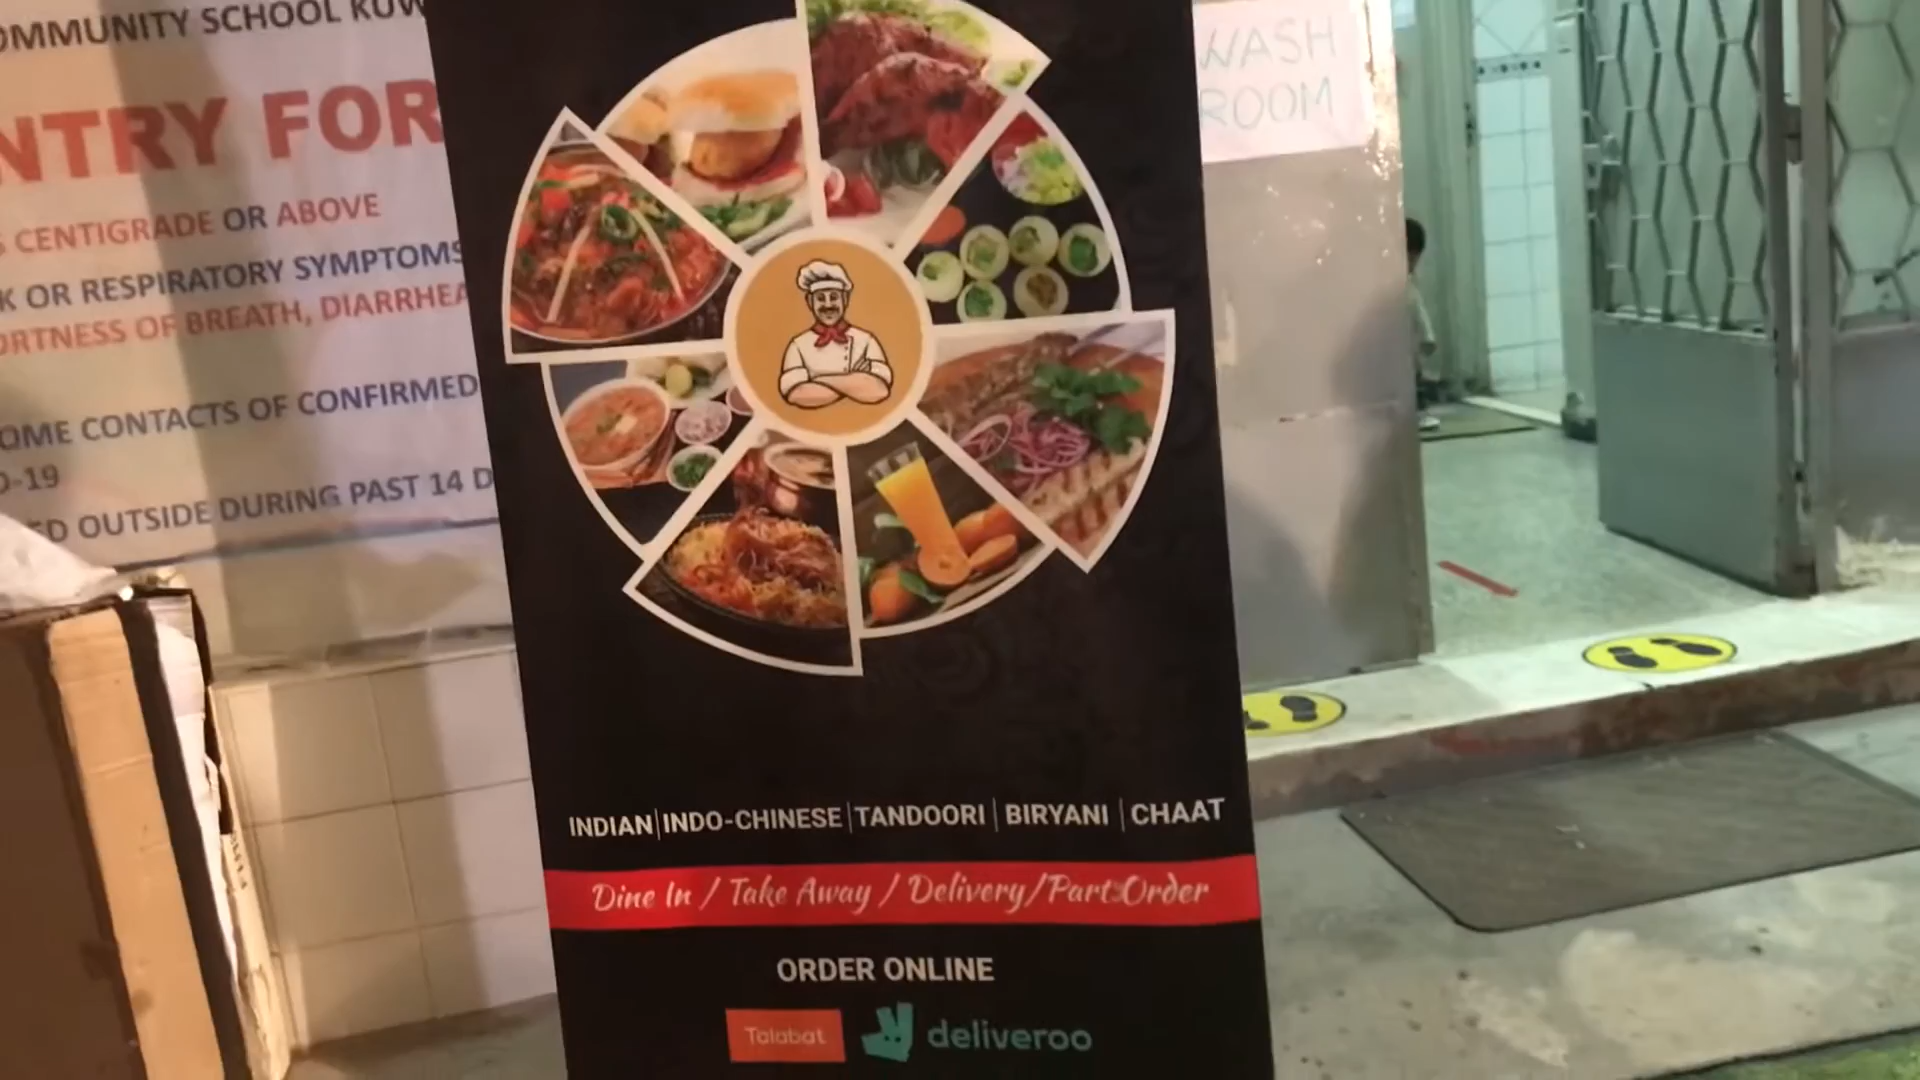 OMMUNITY SCHOOL KUW
NTRY FOR
CENTIGRADE OR ABOVE
K OR RESPIRATORY SYMPTOMS
ORTNESS OF BREATH, DIARRHEA
OME CONTACTS OF CONFIRMED
D-19
ED OUTSIDE DURING PAST 14 D
WASH
ROOM
INDIAN|INDO-CHINESE|TANDOORI|BIRYANI|CHAAT
Dine In / Take Away / Delivery/Part Order
ORDER ONLINE
Talabat deliveroo